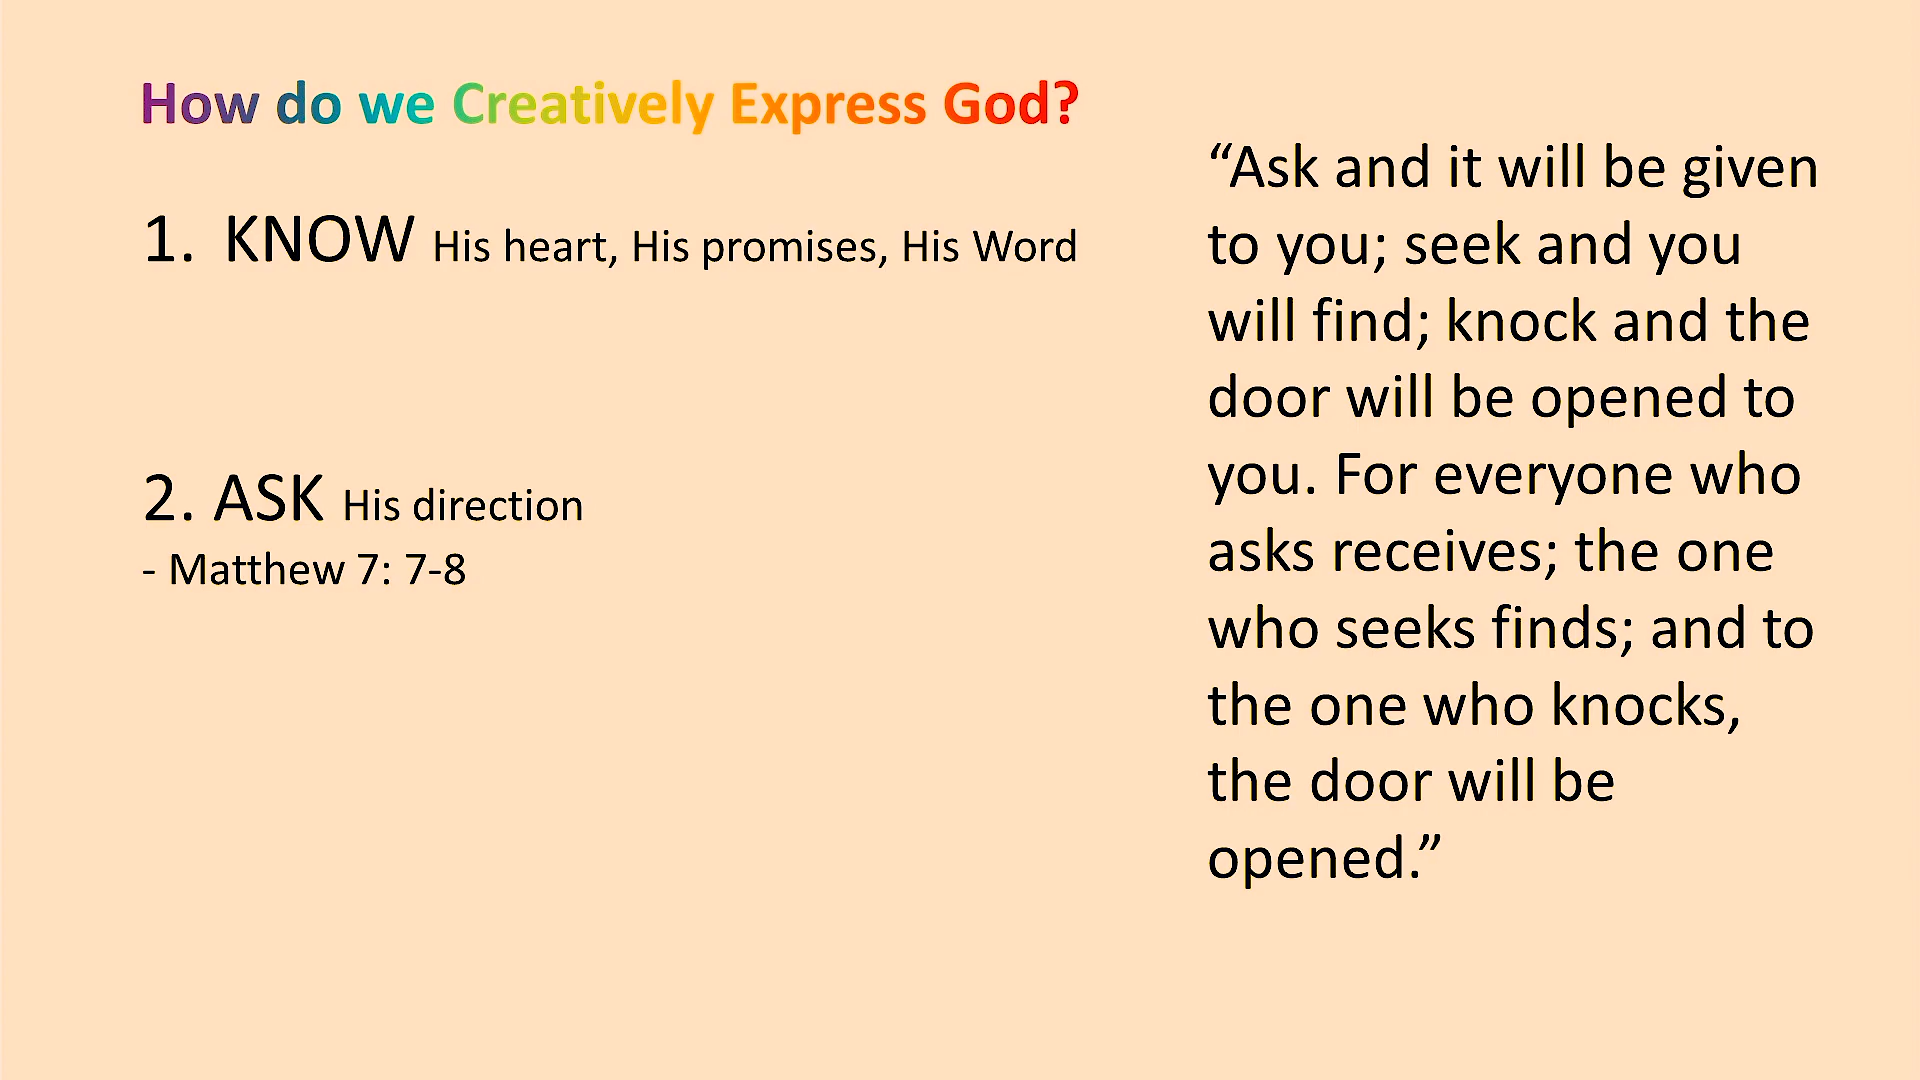 How do we Creatively Express God?
1. KNOW His heart, His promises, His Word
2. ASK His direction
- Matthew 7: 7-8
“Ask and it will be given
to you; seek and you
will find; knock and the
door will be opened to
you. For everyone who
asks receives; the one
who seeks finds; and to
the one who knocks,
the door will be
opened.”